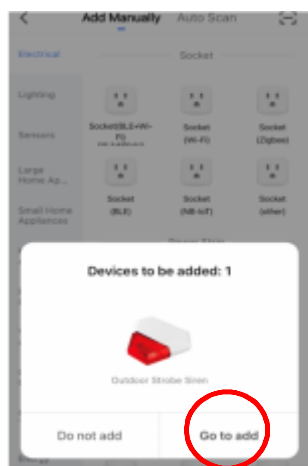 Add Manually Auto Scan
Electrical
Socket
Lighting
Sensors
Socket(BLE+Wi-
Fi)
Socket
(Wi-Fi)
Socket
(Zigbee)
Large
Home Ap...
Socket
(BLE)
Socket
(NB-IoT)
Socket
(other)
Small Home
Appliances
Devices to be added: 1
Outdoor Strobe Siren
Do not add
Go to add